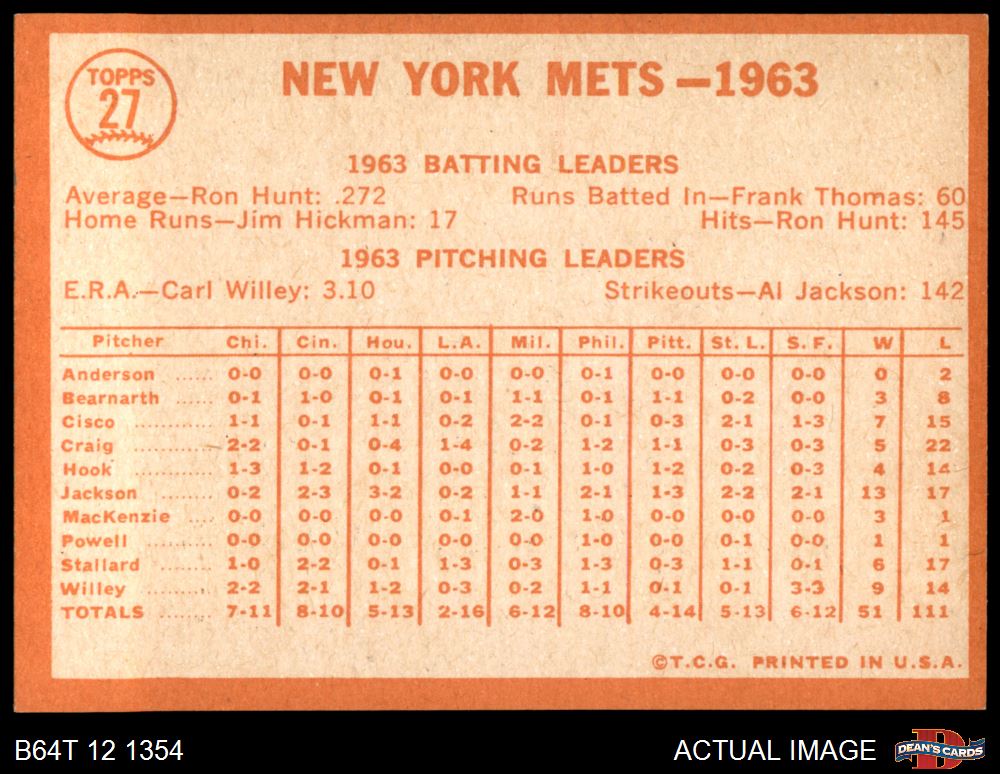 TOPPS
27
NEW YORK METS—1963
1963 BATTING LEADERS
Average—Ron Hunt: .272 Runs Batted In—Frank Thomas: 60
Home Runs—Jim Hickman: 17 Hits—Ron Hunt: 145
1963 PITCHING LEADERS
E.R.A.—Carl Willey: 3.10 Strikeouts—Al Jackson: 142
Pitcher Chi. Cin. Hou. L.A. Mil. Phil. Pitt. St. L. S. F. W L
Anderson ...... 0-0 0-0 0-1 0-0 0-0 0-1 0-0 0-0 0-0 0 2
Bearnarth ...... 0-1 1-0 0-1 0-0 1-1 0-1 1-1 0-2 0-0 3 8
Cisco ............ 1-1 0-1 1-1 0-2 2-2 0-1 0-3 2-1 1-3 7 15
Craig ............ 2-2 0-1 0-4 1-4 0-2 1-2 1-1 0-3 0-3 5 22
Hook ............ 1-3 1-2 0-1 0-0 0-1 1-0 1-2 0-2 0-3 4 14
Jackson ........ 0-2 2-3 3-2 0-2 1-1 2-1 1-3 2-2 2-1 13 17
MacKenzie .... 0-0 0-0 0-0 0-1 2-0 1-0 0-0 0-0 0-0 3 1
Powell .......... 0-0 0-0 0-0 0-0 0-0 1-0 0-0 0-1 0-0 1 1
Stallard ........ 1-0 2-2 0-1 1-3 0-3 1-3 0-3 1-1 0-1 6 17
Willey .......... 2-2 2-1 1-2 0-3 0-2 1-1 0-1 0-1 3-3 9 14
TOTALS ........ 7-11 8-10 5-13 2-16 6-12 8-10 4-14 5-13 6-12 51 111
©T.C.G. PRINTED IN U.S.A.
B64T 12 1354 ACTUAL IMAGE DEAN'S CARDS